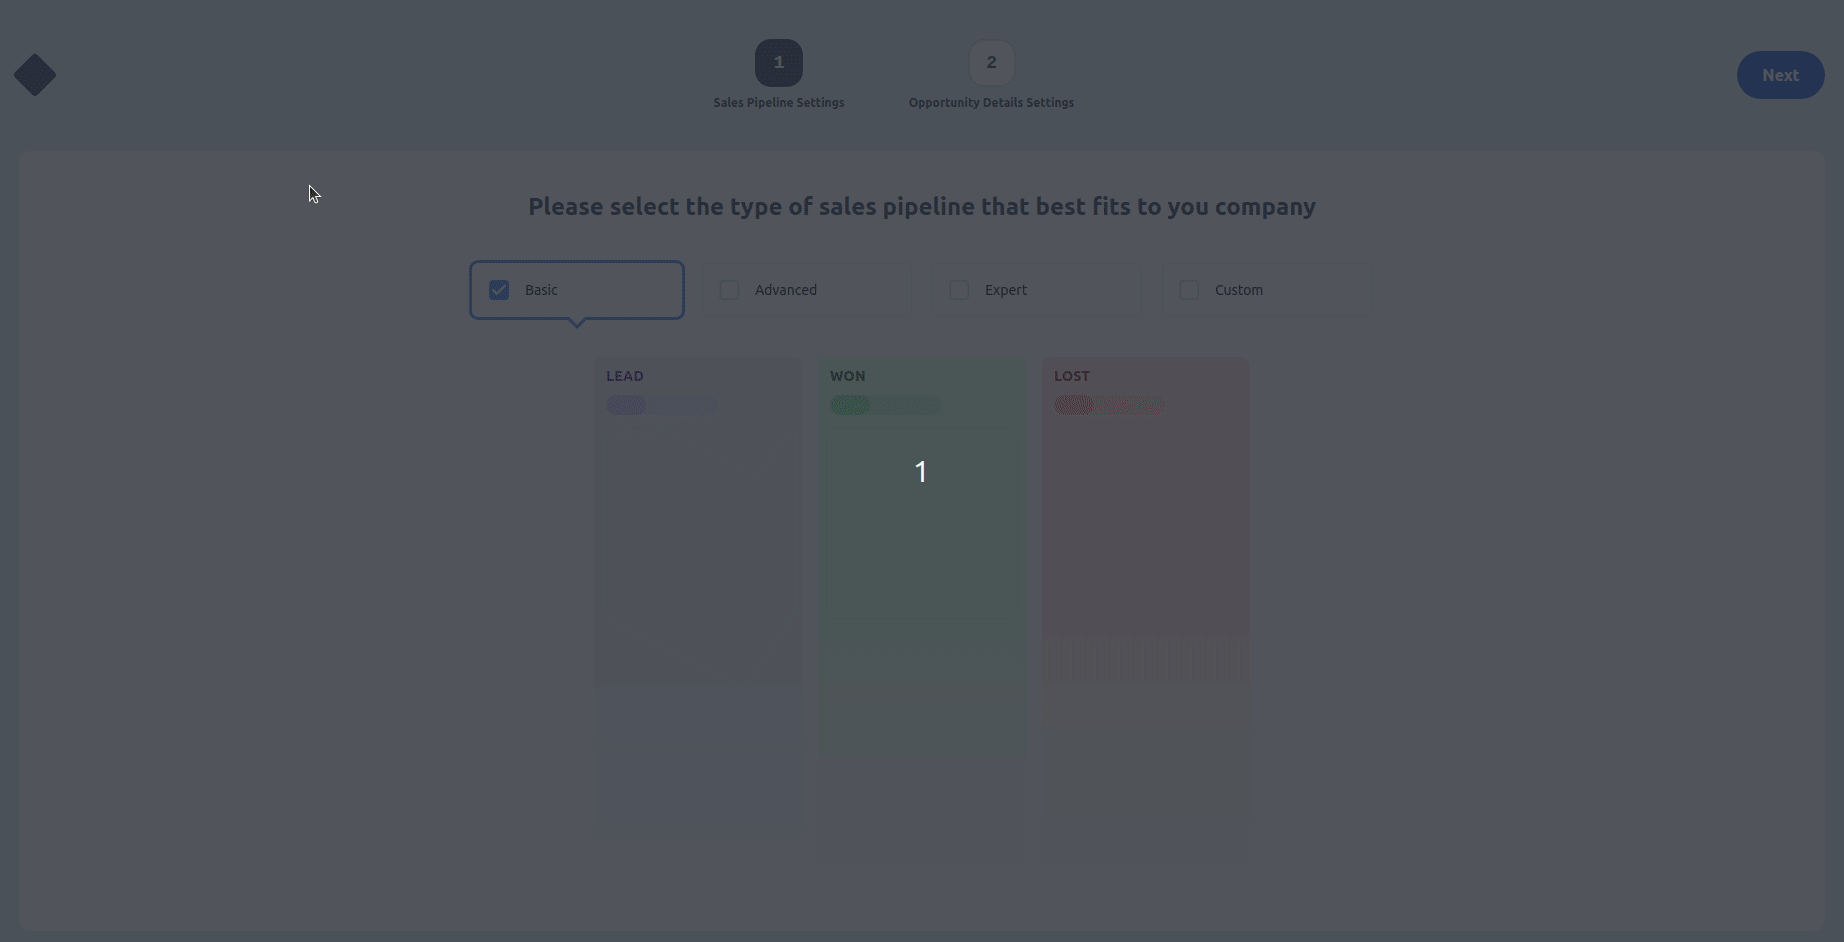 1
2
Next
Sales Pipeline Settings
Opportunity Details Settings
Please select the type of sales pipeline that best fits to you company
Basic
Advanced
Expert
Custom
LEAD
WON
LOST
1